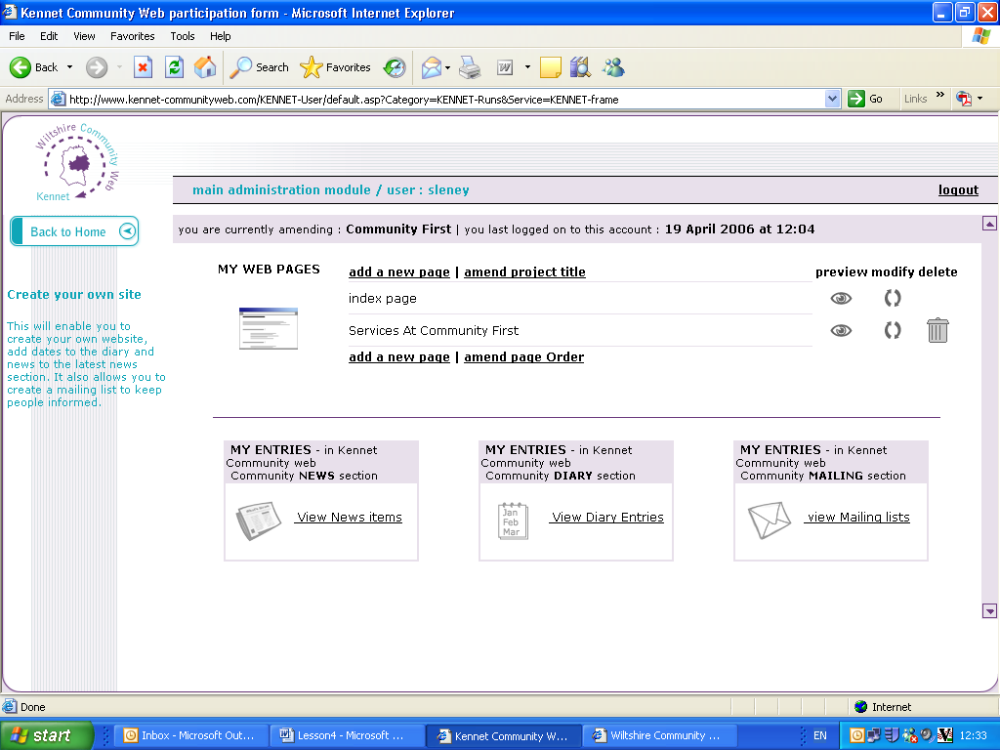 Kennet Community Web participation form - Microsoft Internet Explorer
File Edit View Favorites Tools Help
Back Search Favorites
Address http://www.kennet-communityweb.com/KENNET-User/default.asp?Category=KENNET-Runs&Service=KENNET-frame Go Links »
Wiltshire Community Web
Kennet
main administration module / user : sleney logout
Back to Home
you are currently amending : Community First | you last logged on to this account : 19 April 2006 at 12:04
Create your own site
This will enable you to
create your own website,
add dates to the diary and
news to the latest news
section. It also allows you to
create a mailing list to keep
people informed.
MY WEB PAGES
add a new page | amend project title preview modify delete
index page
Services At Community First
add a new page | amend page Order
MY ENTRIES - in Kennet
Community web
Community NEWS section
View News items
MY ENTRIES - in Kennet
Community web
Community DIARY section
Jan
Feb
Mar
View Diary Entries
MY ENTRIES - in Kennet
Community web
Community MAILING section
view Mailing lists
Done Internet
start Inbox - Microsoft Out... Lesson4 - Microsoft ... Kennet Community W... Wiltshire Community ... EN 12:33